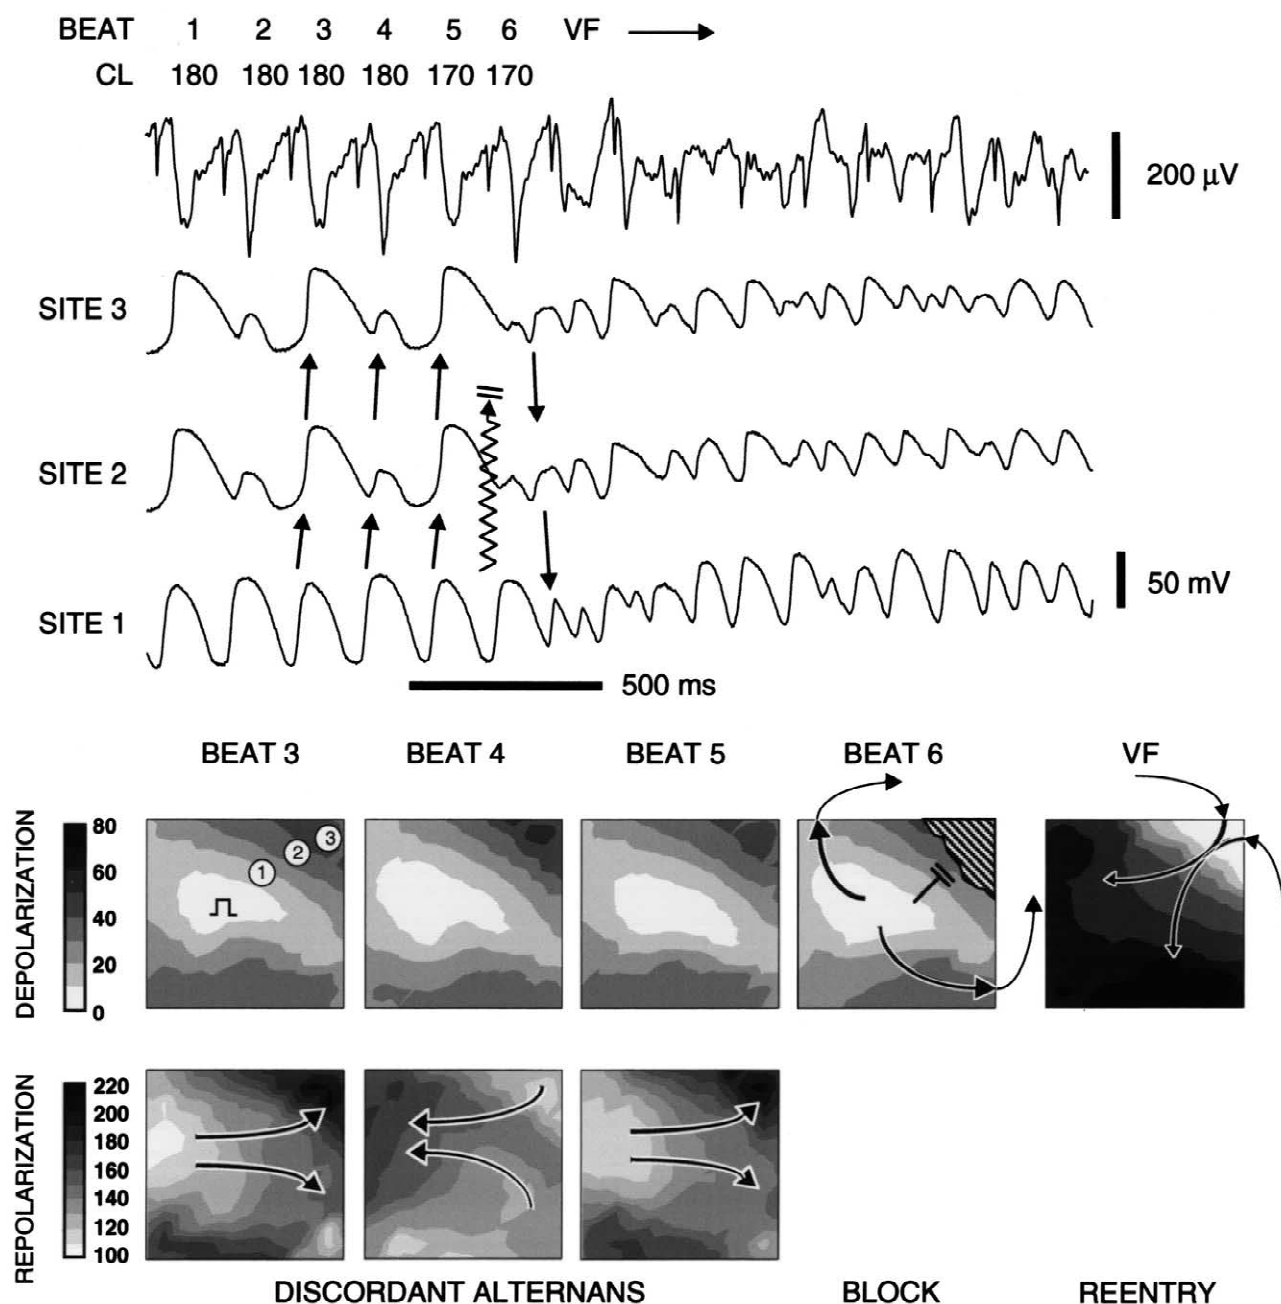 BEAT 1 2 3 4 5 6 VF
CL 180 180 180 180 170 170
200 µV
SITE 3
SITE 2
SITE 1
50 mV
500 ms
BEAT 3 BEAT 4 BEAT 5 BEAT 6 VF
DEPOLARIZATION
80
60
40
20
0
1
2
3
REPOLARIZATION
220
200
180
160
140
120
100
DISCORDANT ALTERNANS BLOCK REENTRY